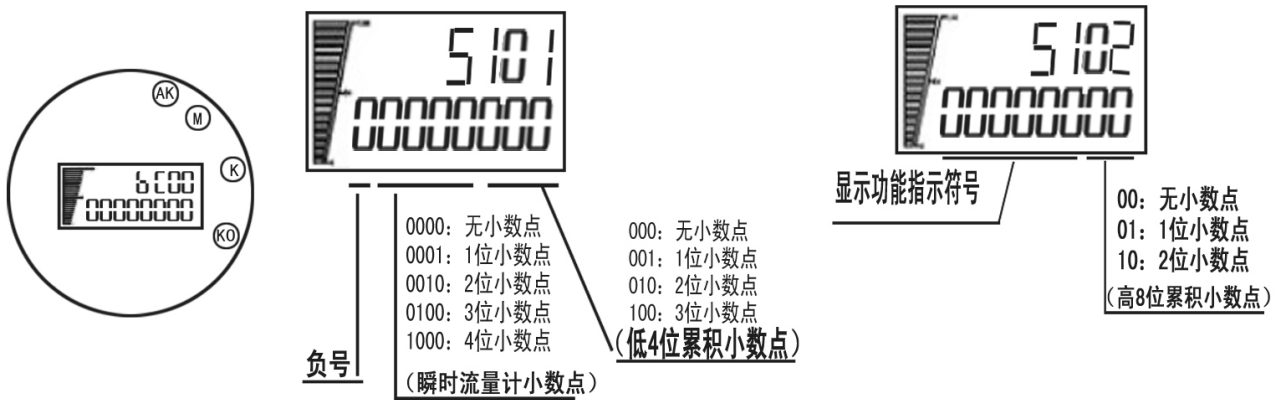 AK
M
K
KO
bC00
00000000
S101
00000000
0000: 无小数点
0001: 1位小数点
0010: 2位小数点
0100: 3位小数点
1000: 4位小数点
负号
(瞬时流量计小数点)
000: 无小数点
001: 1位小数点
010: 2位小数点
100: 3位小数点
(低4位累积小数点)
S102
00000000
显示功能指示符号
00: 无小数点
01: 1位小数点
10: 2位小数点
(高8位累积小数点)